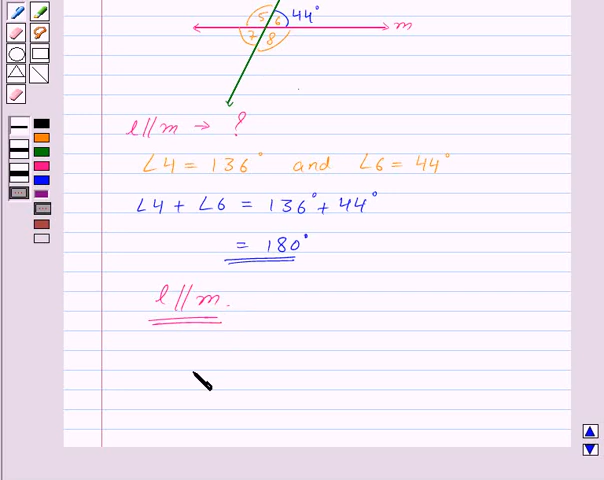 5 6 44°
7 8 m
l//m → ?
∠4 = 136° and ∠6 = 44°
∠4 + ∠6 = 136° + 44°
= 180°
l//m.